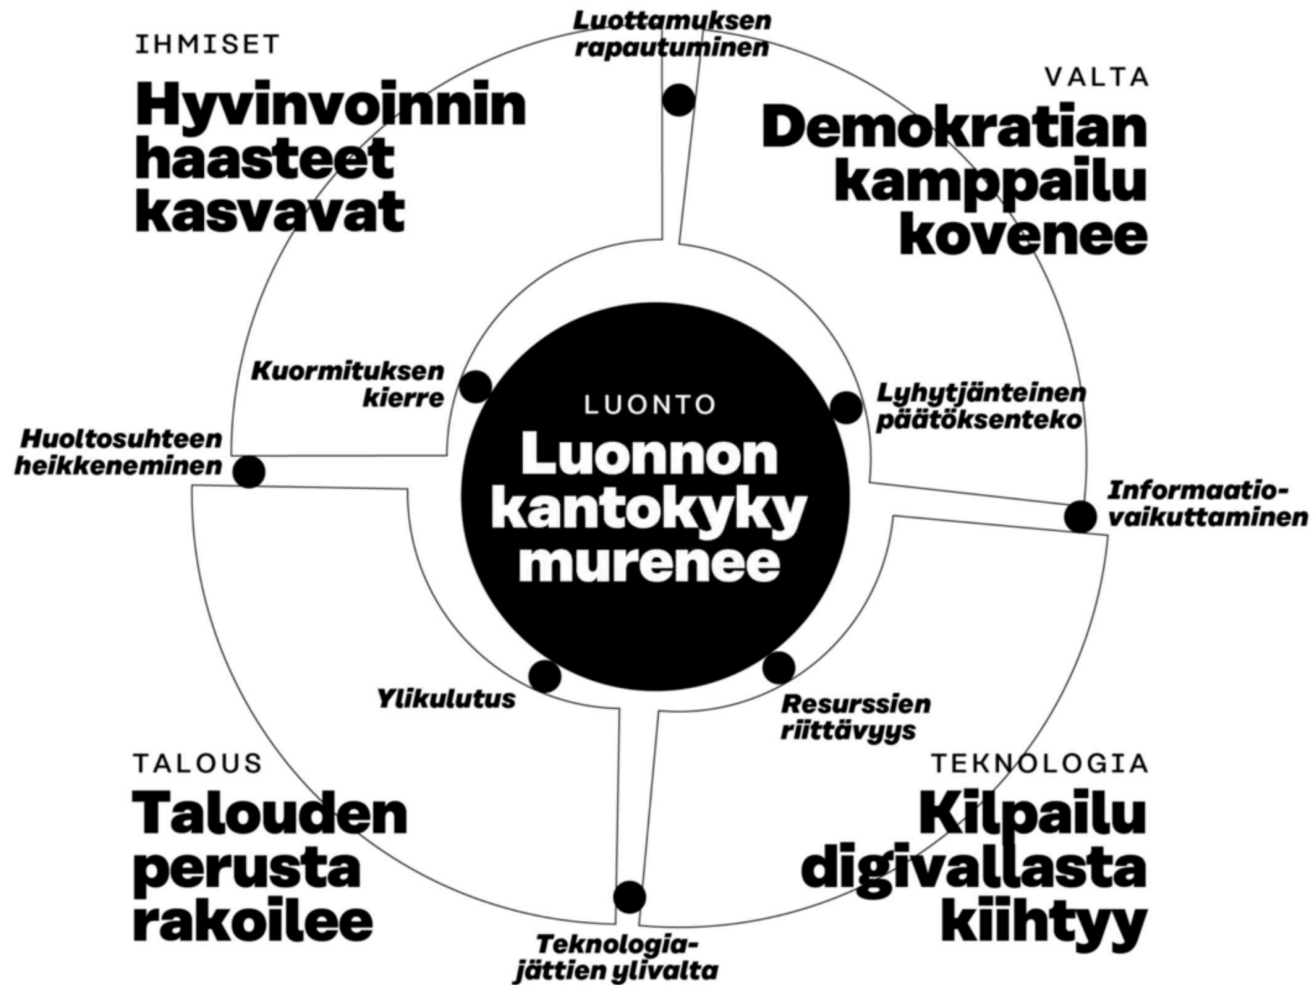 Luottamuksen
rapautuminen
IHMISET
Hyvinvoinnin
haasteet
kasvavat
VALTA
Demokratian
kamppailu
kovenee
Kuormituksen
kierre
Huoltosuhteen
heikkeneminen
LUONTO
Luonnon
kantokyky
murenee
Lyhytjänteinen
päätöksenteko
Informaatio-
vaikuttaminen
Ylikulutus
Resurssien
riittävyys
TALOUS
Talouden
perusta
rakoilee
TEKNOLOGIA
Kilpailu
digivallasta
kiihtyy
Teknologia-
jättien ylivalta